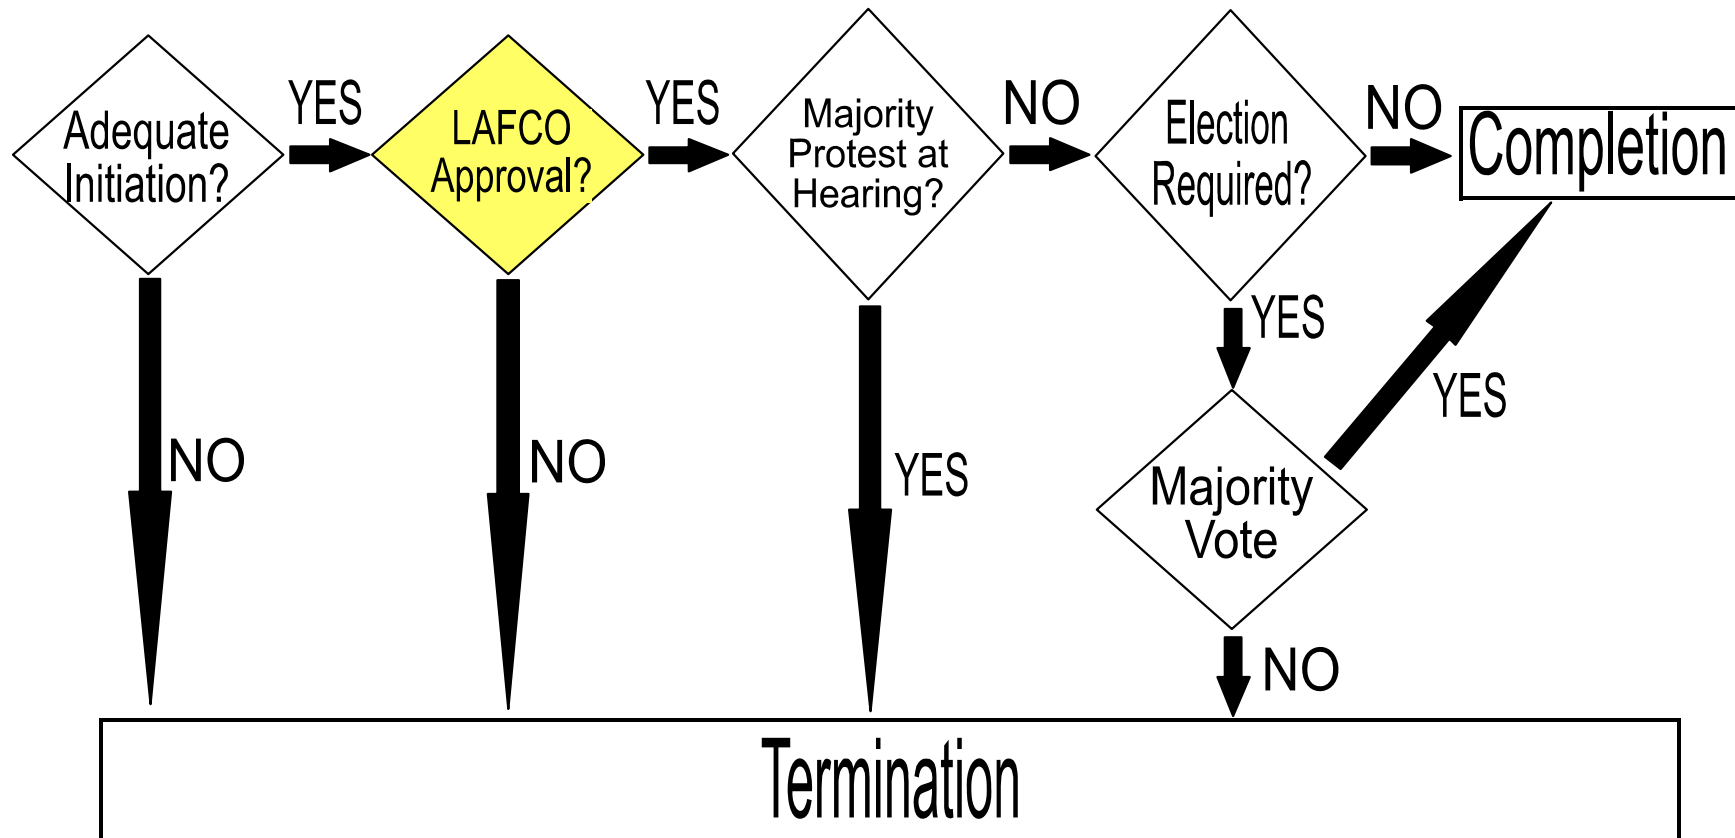 Adequate
Initiation?
YES
LAFCO
Approval?
YES
Majority
Protest at
Hearing?
NO
Election
Required?
NO
Completion
NO
NO
YES
YES
Majority
Vote
YES
NO
Termination